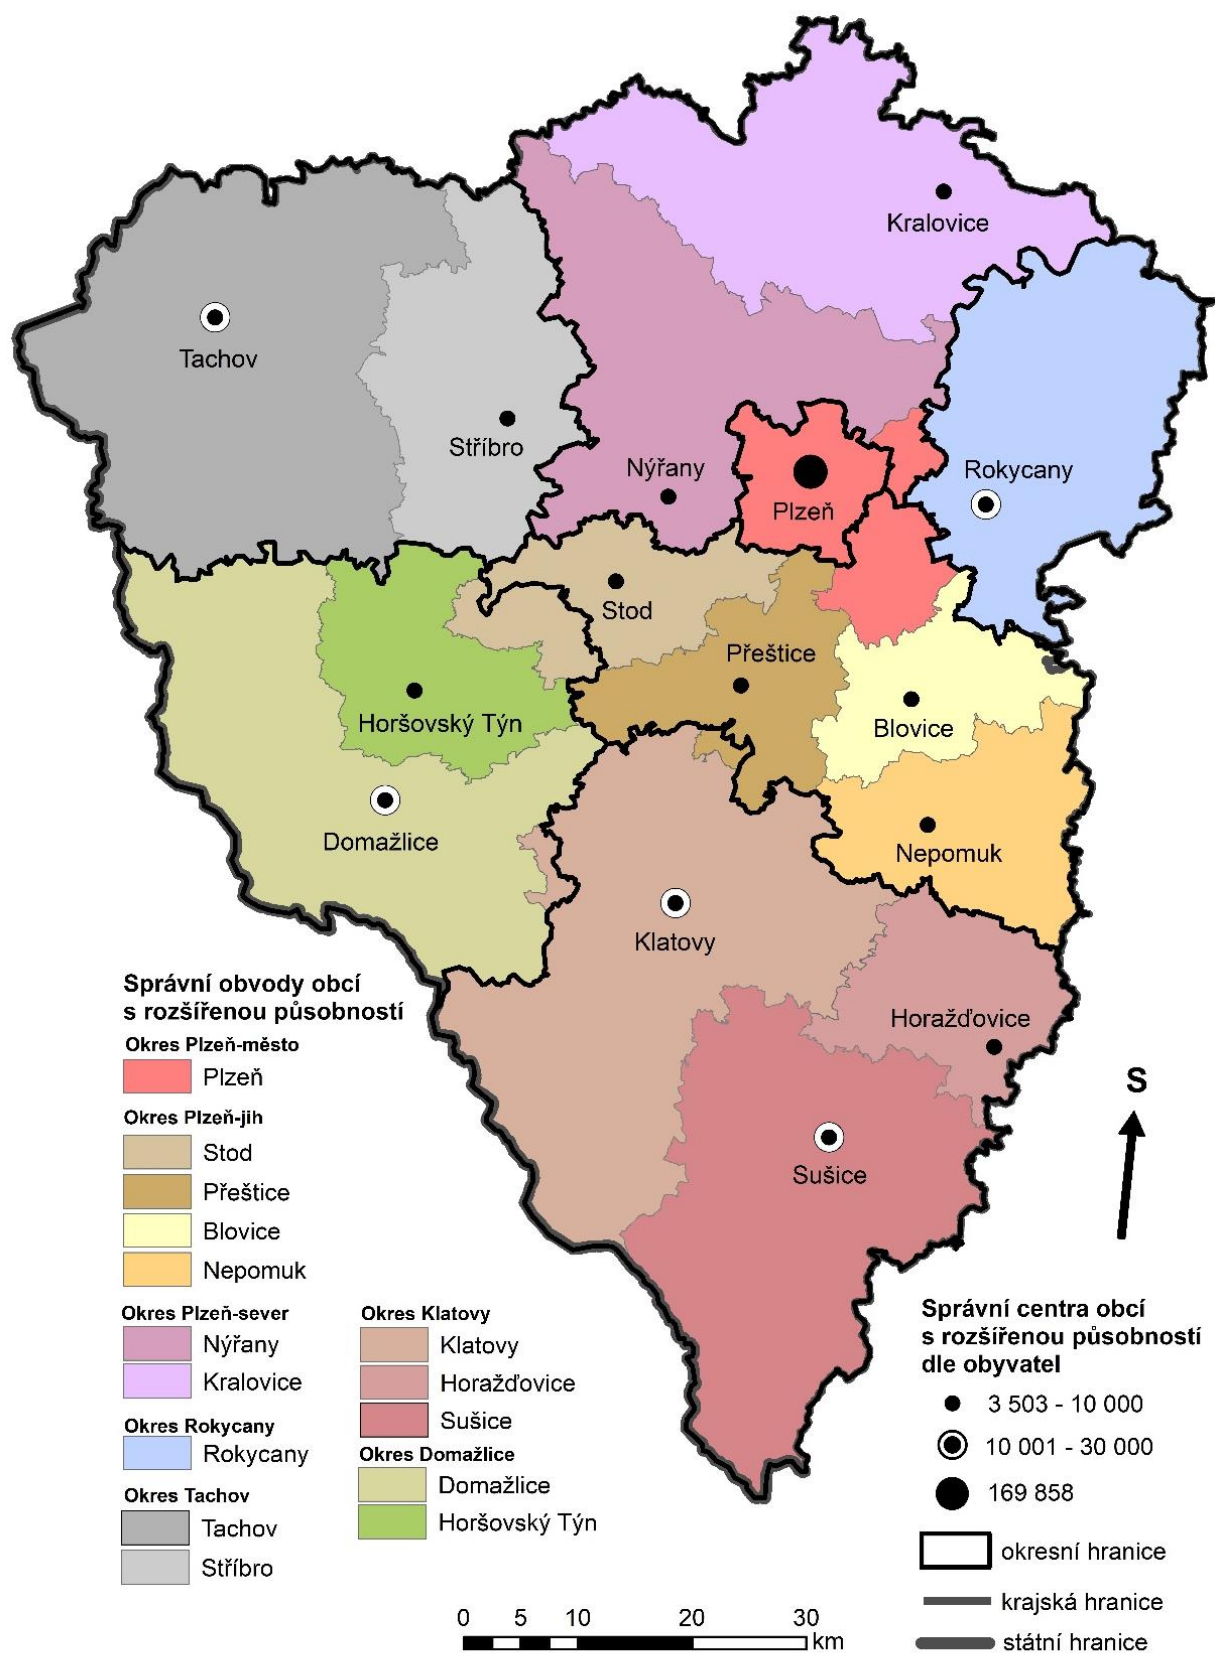 Kralovice
Tachov
Stříbro
Nýřany
Plzeň
Rokycany
Stod
Přeštice
Horšovský Týn
Blovice
Domažlice
Nepomuk
Klatovy
Horažďovice
Sušice
S
Správní obvody obcí
s rozšířenou působností
Okres Plzeň-město
Plzeň
Okres Plzeň-jih
Stod
Přeštice
Blovice
Nepomuk
Okres Plzeň-sever
Nýřany
Kralovice
Okres Rokycany
Rokycany
Okres Tachov
Tachov
Stříbro
Okres Klatovy
Klatovy
Horažďovice
Sušice
Okres Domažlice
Domažlice
Horšovský Týn
Správní centra obcí
s rozšířenou působností
dle obyvatel
3 503 - 10 000
10 001 - 30 000
169 858
okresní hranice
krajská hranice
státní hranice
0 5 10 20 30
km